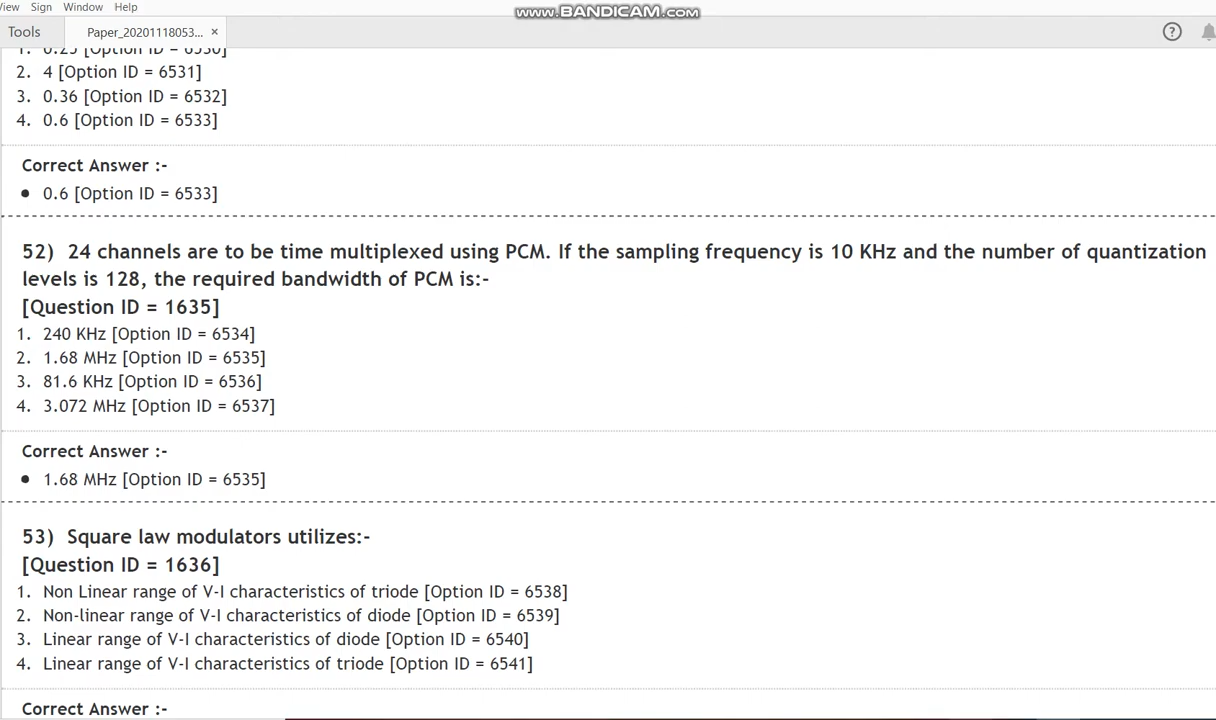 View Sign Window Help
www.BANDICAM.com
Tools
Paper_20201118053... ×
1. 0.25 [Option ID = 6530]
2. 4 [Option ID = 6531]
3. 0.36 [Option ID = 6532]
4. 0.6 [Option ID = 6533]
Correct Answer :-
• 0.6 [Option ID = 6533]
52) 24 channels are to be time multiplexed using PCM. If the sampling frequency is 10 KHz and the number of quantization
levels is 128, the required bandwidth of PCM is:-
[Question ID = 1635]
1. 240 KHz [Option ID = 6534]
2. 1.68 MHz [Option ID = 6535]
3. 81.6 KHz [Option ID = 6536]
4. 3.072 MHz [Option ID = 6537]
Correct Answer :-
• 1.68 MHz [Option ID = 6535]
53) Square law modulators utilizes:-
[Question ID = 1636]
1. Non Linear range of V-I characteristics of triode [Option ID = 6538]
2. Non-linear range of V-I characteristics of diode [Option ID = 6539]
3. Linear range of V-I characteristics of diode [Option ID = 6540]
4. Linear range of V-I characteristics of triode [Option ID = 6541]
Correct Answer :-